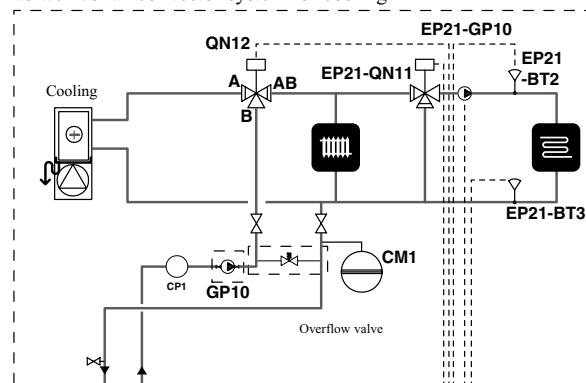 EP21-GP10
QN12
EP21
-BT2
EP21-QN11
A
AB
Cooling
B
EP21-BT3
CM1
CP1
GP10
Overflow valve